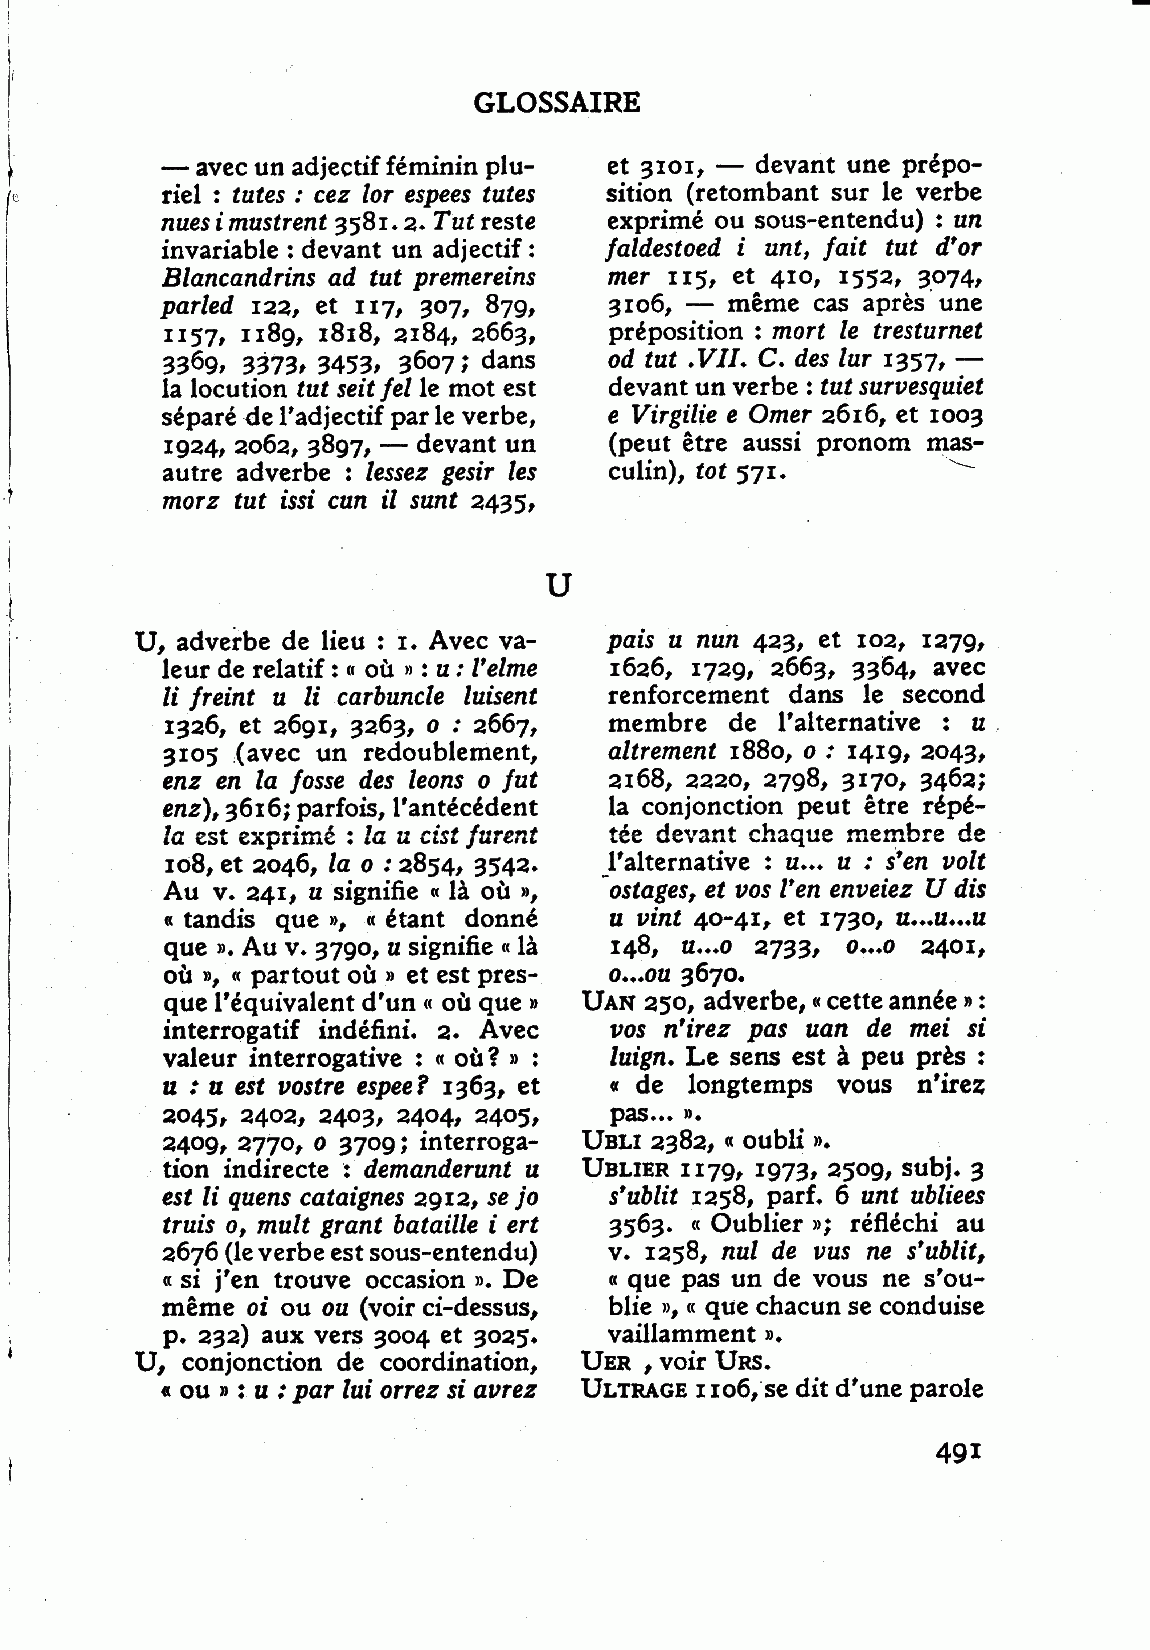 GLOSSAIRE
— avec un adjectif féminin plu-
riel : tutes : cez lor espees tutes
nues i mustrent 3581. 2. Tut reste
invariable : devant un adjectif :
Blancandrins ad tut premereins
parled 122, et 117, 307, 879,
1157, 1189, 1818, 2184, 2663,
3369, 3373, 3453, 3607 ; dans
la locution tut seit fel le mot est
séparé de l'adjectif par le verbe,
1924, 2062, 3897, — devant un
autre adverbe : lessez gesir les
morz tut issi cun il sunt 2435,
et 3101, — devant une prépo-
sition (retombant sur le verbe
exprimé ou sous-entendu) : un
faldestoed i unt, fait tut d'or
mer 115, et 410, 1552, 3074,
3106, — même cas après une
préposition : mort le tresturnet
od tut .VII. C. des lur 1357, —
devant un verbe : tut survesquiet
e Virgilie e Omer 2616, et 1003
(peut être aussi pronom mas-
culin), tot 571.
U
U, adverbe de lieu : 1. Avec va-
leur de relatif : « où » : u : l'elme
li freint u li carbuncle luisent
1326, et 2691, 3263, o : 2667,
3105 (avec un redoublement,
enz en la fosse des leons o fut
enz), 3616; parfois, l'antécédent
la est exprimé : la u cist furent
108, et 2046, la o : 2854, 3542.
Au v. 241, u signifie « là où »,
« tandis que », « étant donné
que ». Au v. 3790, u signifie « là
où », « partout où » et est pres-
que l'équivalent d'un « où que »
interrogatif indéfini. 2. Avec
valeur interrogative : « où? » :
u : u est vostre espee? 1363, et
2045, 2402, 2403, 2404, 2405,
2409, 2770, o 3709 ; interroga-
tion indirecte : demanderunt u
est li quens cataignes 2912, se jo
truis o, mult grant bataille i ert
2676 (le verbe est sous-entendu)
« si j'en trouve occasion ». De
même oi ou ou (voir ci-dessus,
p. 232) aux vers 3004 et 3025.
U, conjonction de coordination,
« ou » : u : par lui orrez si avrez
pais u nun 423, et 102, 1279,
1626, 1729, 2663, 3364, avec
renforcement dans le second
membre de l'alternative : u
altrement 1880, o : 1419, 2043,
2168, 2220, 2798, 3170, 3462;
la conjonction peut être répé-
tée devant chaque membre de
l'alternative : u... u : s'en volt
ostages, et vos l'en enveiez U dis
u vint 40-41, et 1730, u...u...u
148, u...o 2733, o...o 2401,
o...ou 3670.
UAN 250, adverbe, « cette année » :
vos n'irez pas uan de mei si
luign. Le sens est à peu près :
« de longtemps vous n'irez
pas... ».
UBLI 2382, « oubli ».
UBLIER 1179, 1973, 2509, subj. 3
s'ublit 1258, parf. 6 unt ubliees
3563. « Oublier »; réfléchi au
v. 1258, nul de vus ne s'ublit,
« que pas un de vous ne s'ou-
blie », « que chacun se conduise
vaillamment ».
UER , voir URS.
ULTRAGE 1106, se dit d'une parole
491